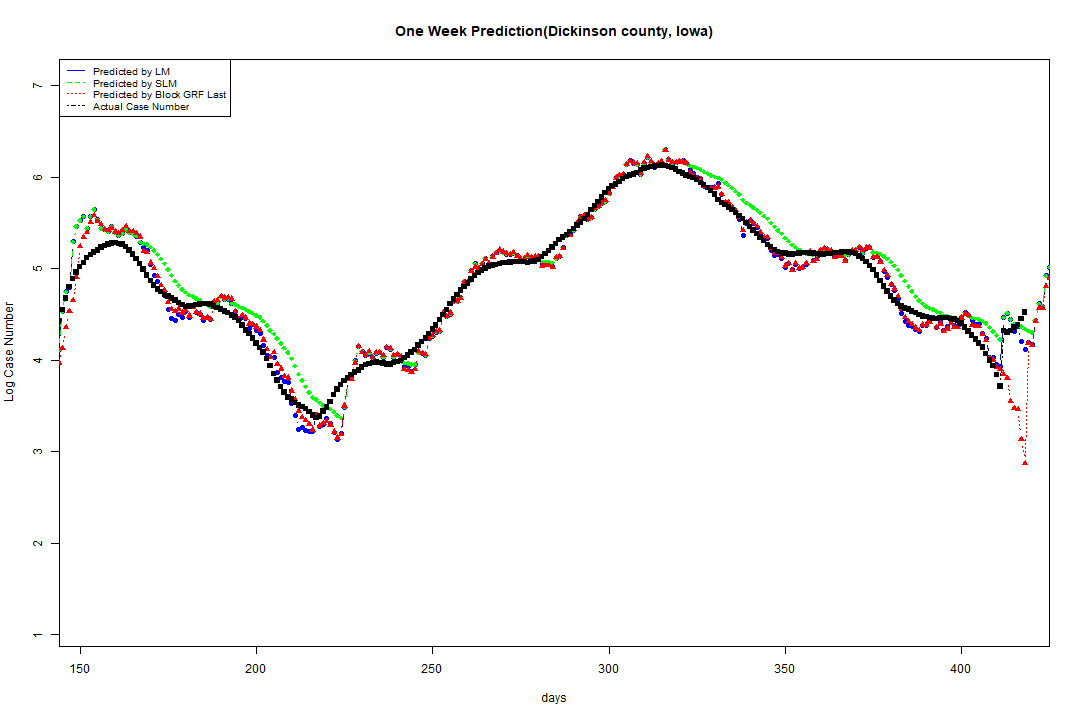 One Week Prediction(Dickinson county, Iowa)
Predicted by LM
Predicted by SLM
Predicted by Block GRF Last
Actual Case Number
Log Case Number
7
6
5
4
3
2
1
150 200 250 300 350 400
days